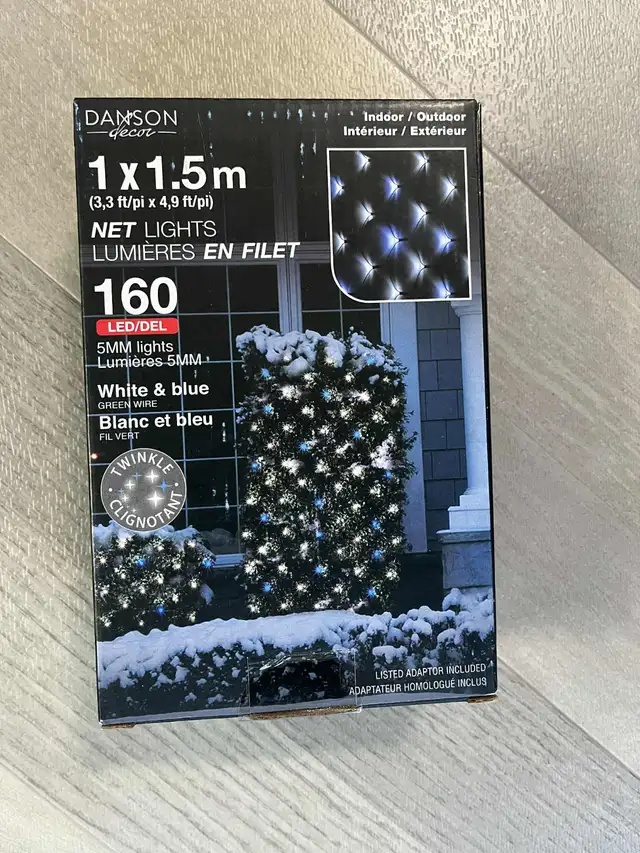 DANSON
decor
Indoor / Outdoor
Intérieur / Extérieur
1 x 1.5 m
(3,3 ft/pi x 4,9 ft/pi)
NET LIGHTS
LUMIÈRES EN FILET
160
LED/DEL
5MM lights
Lumières 5MM
White & blue
GREEN WIRE
Blanc et bleu
FIL VERT
TWINKLE
CLIGNOTANT
LISTED ADAPTOR INCLUDED
ADAPTATEUR HOMOLOGUÉ INCLUS